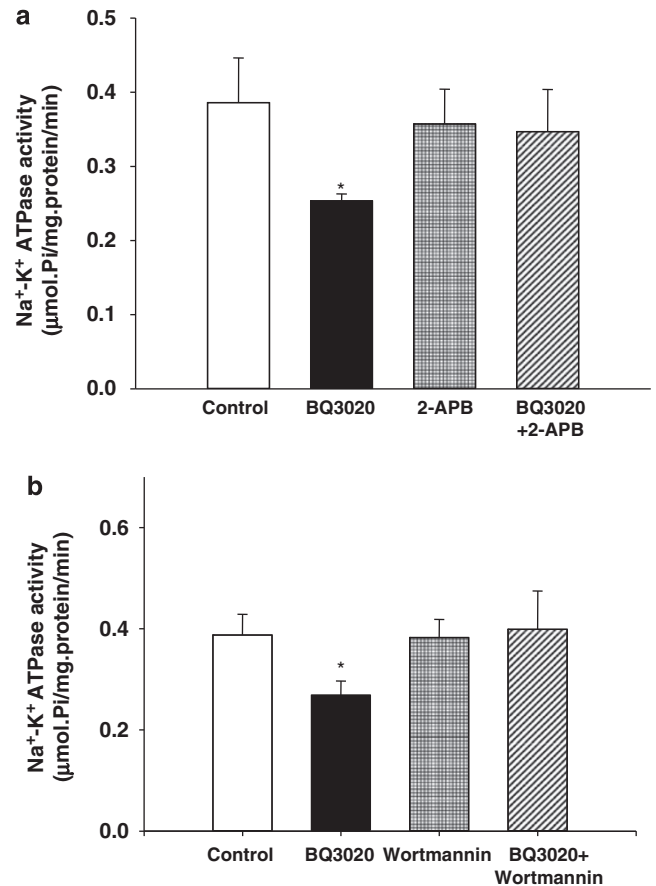 a
Na⁺-K⁺ ATPase activity
(μmol.Pi/mg.protein/min)
0.5
0.4
0.3
0.2
0.1
0.0
*
Control
BQ3020
2-APB
BQ3020
+2-APB
b
Na⁺-K⁺ ATPase activity
(μmol.Pi/mg.protein/min)
0.6
0.4
0.2
0.0
*
Control
BQ3020
Wortmannin
BQ3020+
Wortmannin